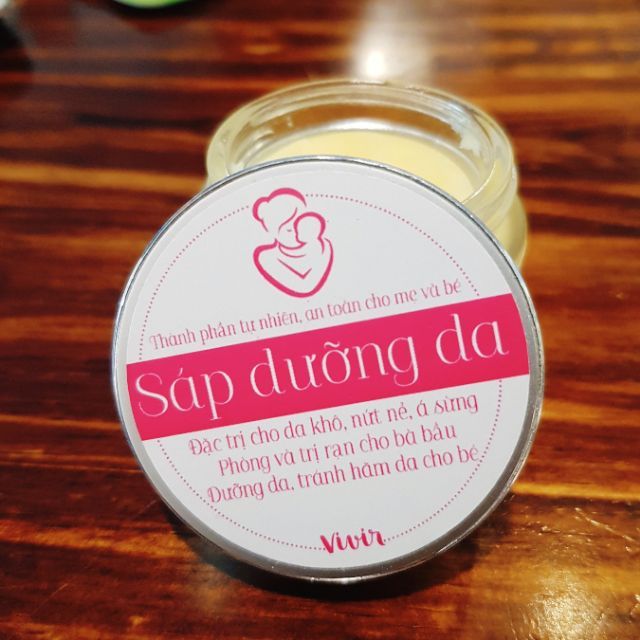 Thành phần tự nhiên, an toàn cho mẹ và bé
Sáp dưỡng da
Đặc trị cho da khô, nứt nẻ, á sừng
Phòng và trị rạn cho bà bầu
Dưỡng da, tránh hăm da cho bé.
Vivir